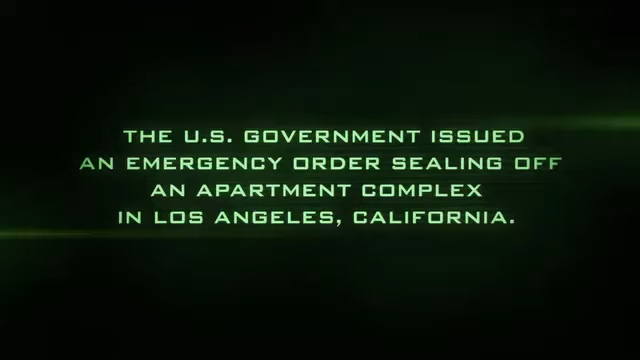 THE U.S. GOVERNMENT ISSUED
AN EMERGENCY ORDER SEALING OFF
AN APARTMENT COMPLEX
IN LOS ANGELES, CALIFORNIA.